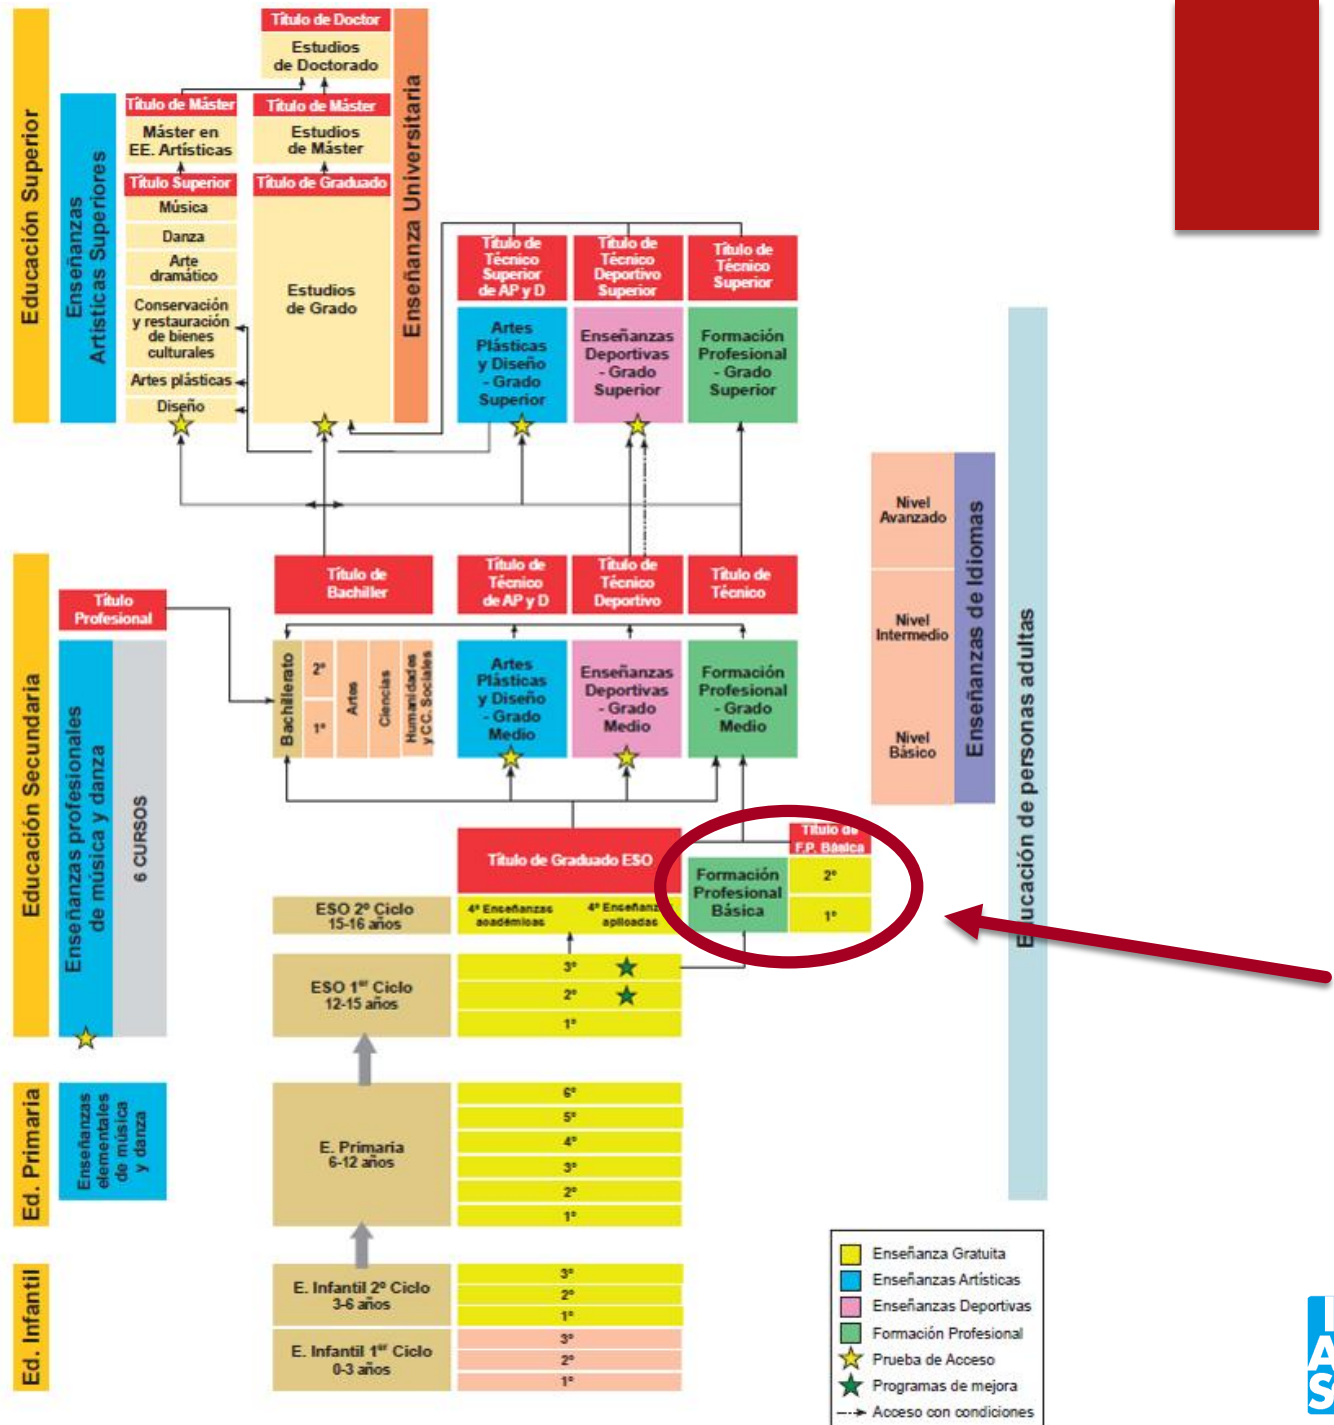 Educación Superior
Enseñanzas
Artísticas Superiores
Título de Doctor
Estudios
de Doctorado
Título de Máster
Máster en
EE. Artísticas
Título de Máster
Estudios
de Máster
Título Superior
Música
Danza
Arte
dramático
Conservación
y restauración
de bienes
culturales
Artes plásticas
Diseño
Título de Graduado
Estudios
de Grado
Enseñanza Universitaria
Título de
Técnico
Superior
de AP y D
Título de
Técnico
Deportivo
Superior
Título de
Técnico
Superior
Artes
Plásticas
y Diseño
- Grado
Superior
Enseñanzas
Deportivas
- Grado
Superior
Formación
Profesional
- Grado
Superior
Nivel
Avanzado
Nivel
Intermedio
Nivel
Básico
Enseñanzas de Idiomas
Educación de personas adultas
Educación Secundaria
Título
Profesional
Enseñanzas profesionales
de música y danza
6 CURSOS
Título de
Bachiller
Título de
Técnico
de AP y D
Título de
Técnico
Deportivo
Título de
Técnico
Bachillerato
2º
1º
Artes
Ciencias
Humanidades
y CC. Sociales
Artes
Plásticas
y Diseño
- Grado
Medio
Enseñanzas
Deportivas
- Grado
Medio
Formación
Profesional
- Grado
Medio
Título de Graduado ESO
Título de
F.P. Básica
Formación
Profesional
Básica
2º
1º
ESO 2º Ciclo
15-16 años
4º Enseñanzas
académicas
4º Enseñanzas
aplicadas
ESO 1er Ciclo
12-15 años
3º
2º
1º
Ed. Primaria
Enseñanzas
elementales
de música
y danza
E. Primaria
6-12 años
6º
5º
4º
3º
2º
1º
Ed. Infantil
E. Infantil 2º Ciclo
3-6 años
3º
2º
1º
E. Infantil 1er Ciclo
0-3 años
3º
2º
1º
Enseñanza Gratuita
Enseñanzas Artísticas
Enseñanzas Deportivas
Formación Profesional
Prueba de Acceso
Programas de mejora
Acceso con condiciones